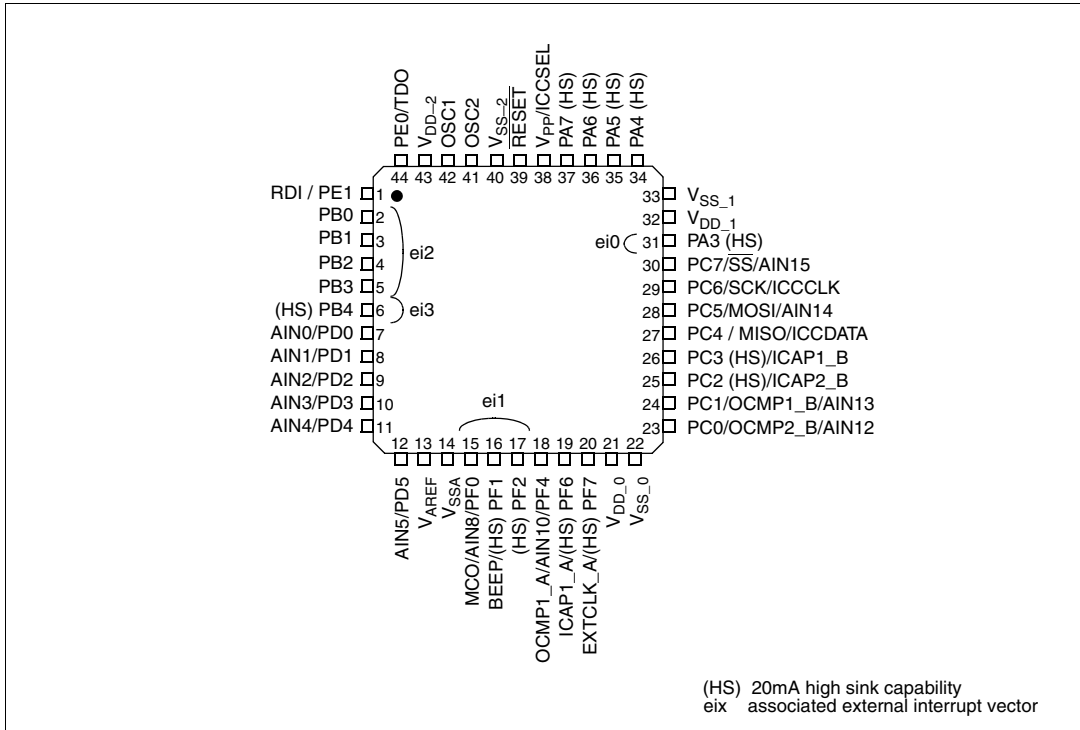 PE0/TDO
VDD_2
OSC1
OSC2
VSS_2
RESET
VPP/ICCSEL
PA7 (HS)
PA6 (HS)
PA5 (HS)
PA4 (HS)
44 43 42 41 40 39 38 37 36 35 34
RDI / PE1 1
PB0 2
PB1 3
PB2 4
PB3 5
(HS) PB4 6
AIN0/PD0 7
AIN1/PD1 8
AIN2/PD2 9
AIN3/PD3 10
AIN4/PD4 11
ei2
ei3
ei0
ei1
33 VSS_1
32 VDD_1
31 PA3 (HS)
30 PC7/SS/AIN15
29 PC6/SCK/ICCCLK
28 PC5/MOSI/AIN14
27 PC4 / MISO/ICCDATA
26 PC3 (HS)/ICAP1_B
25 PC2 (HS)/ICAP2_B
24 PC1/OCMP1_B/AIN13
23 PC0/OCMP2_B/AIN12
12 13 14 15 16 17 18 19 20 21 22
AIN5/PD5
VAREF
VSSA
MCO/AIN8/PF0
BEEP/(HS) PF1
(HS) PF2
OCMP1_A/AIN10/PF4
ICAP1_A/(HS) PF6
EXTCLK_A/(HS) PF7
VDD_0
VSS_0
(HS) 20mA high sink capability
eix associated external interrupt vector